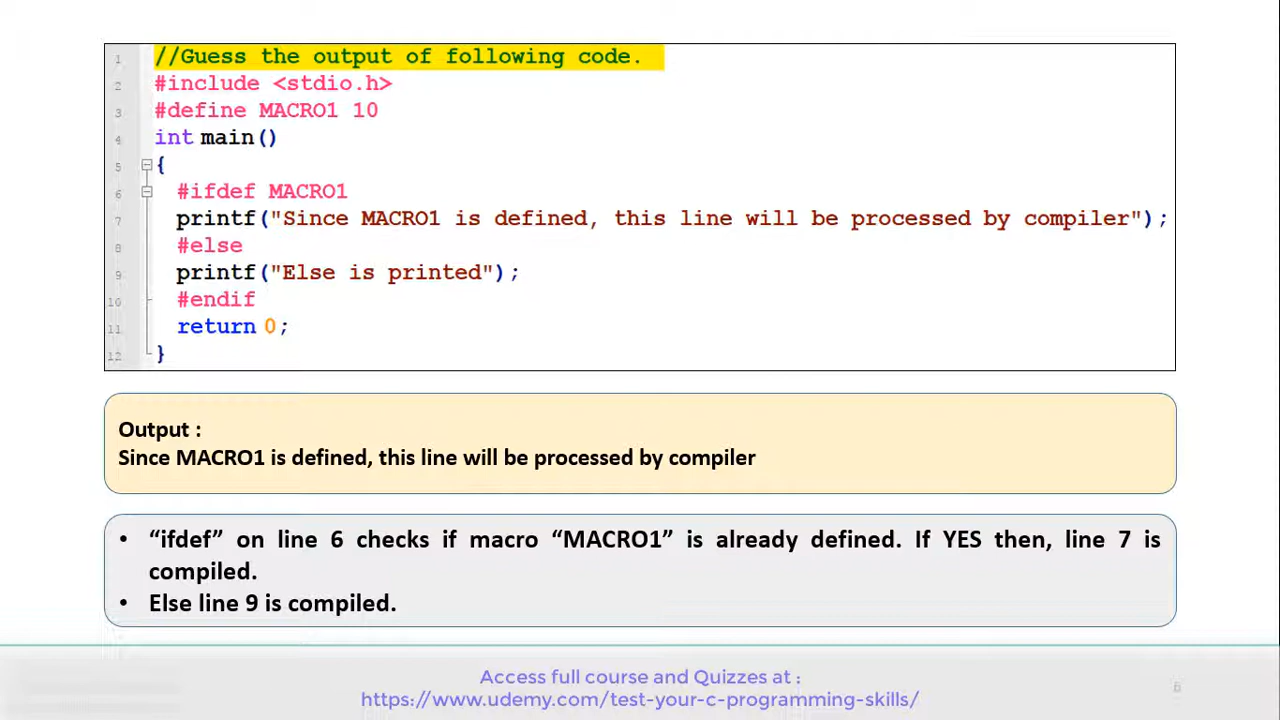 1 //Guess the output of following code.
2 #include <stdio.h>
3 #define MACRO1 10
4 int main()
5 {
6 #ifdef MACRO1
7 printf("Since MACRO1 is defined, this line will be processed by compiler");
8 #else
9 printf("Else is printed");
10 #endif
11 return 0;
12 }
Output :
Since MACRO1 is defined, this line will be processed by compiler
• “ifdef” on line 6 checks if macro “MACRO1” is already defined. If YES then, line 7 is
compiled.
• Else line 9 is compiled.
Access full course and Quizzes at :
https://www.udemy.com/test-your-c-programming-skills/
6